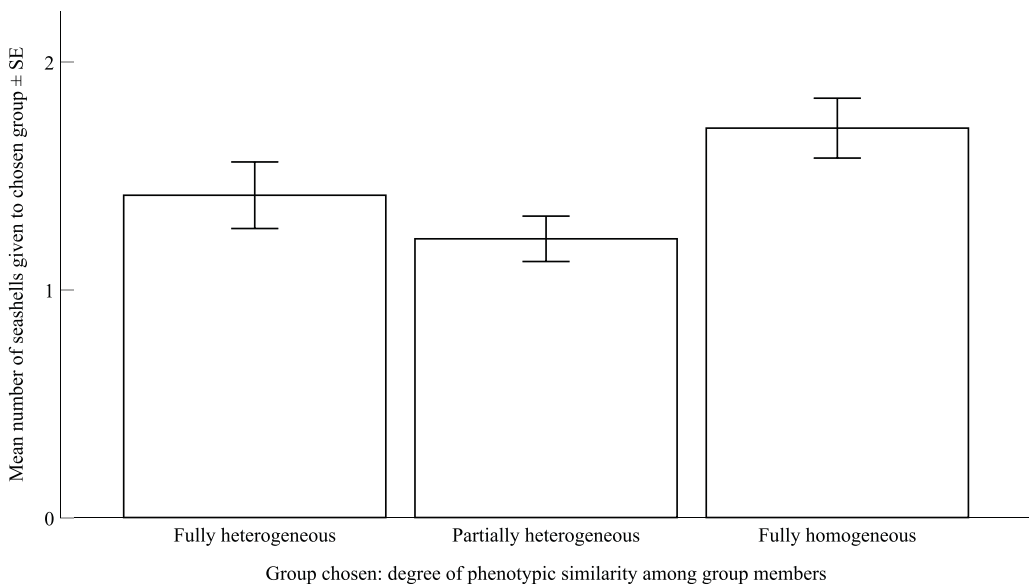 Mean number of seashells given to chosen group ± SE
2
1
0
Fully heterogeneous
Partially heterogeneous
Fully homogeneous
Group chosen: degree of phenotypic similarity among group members